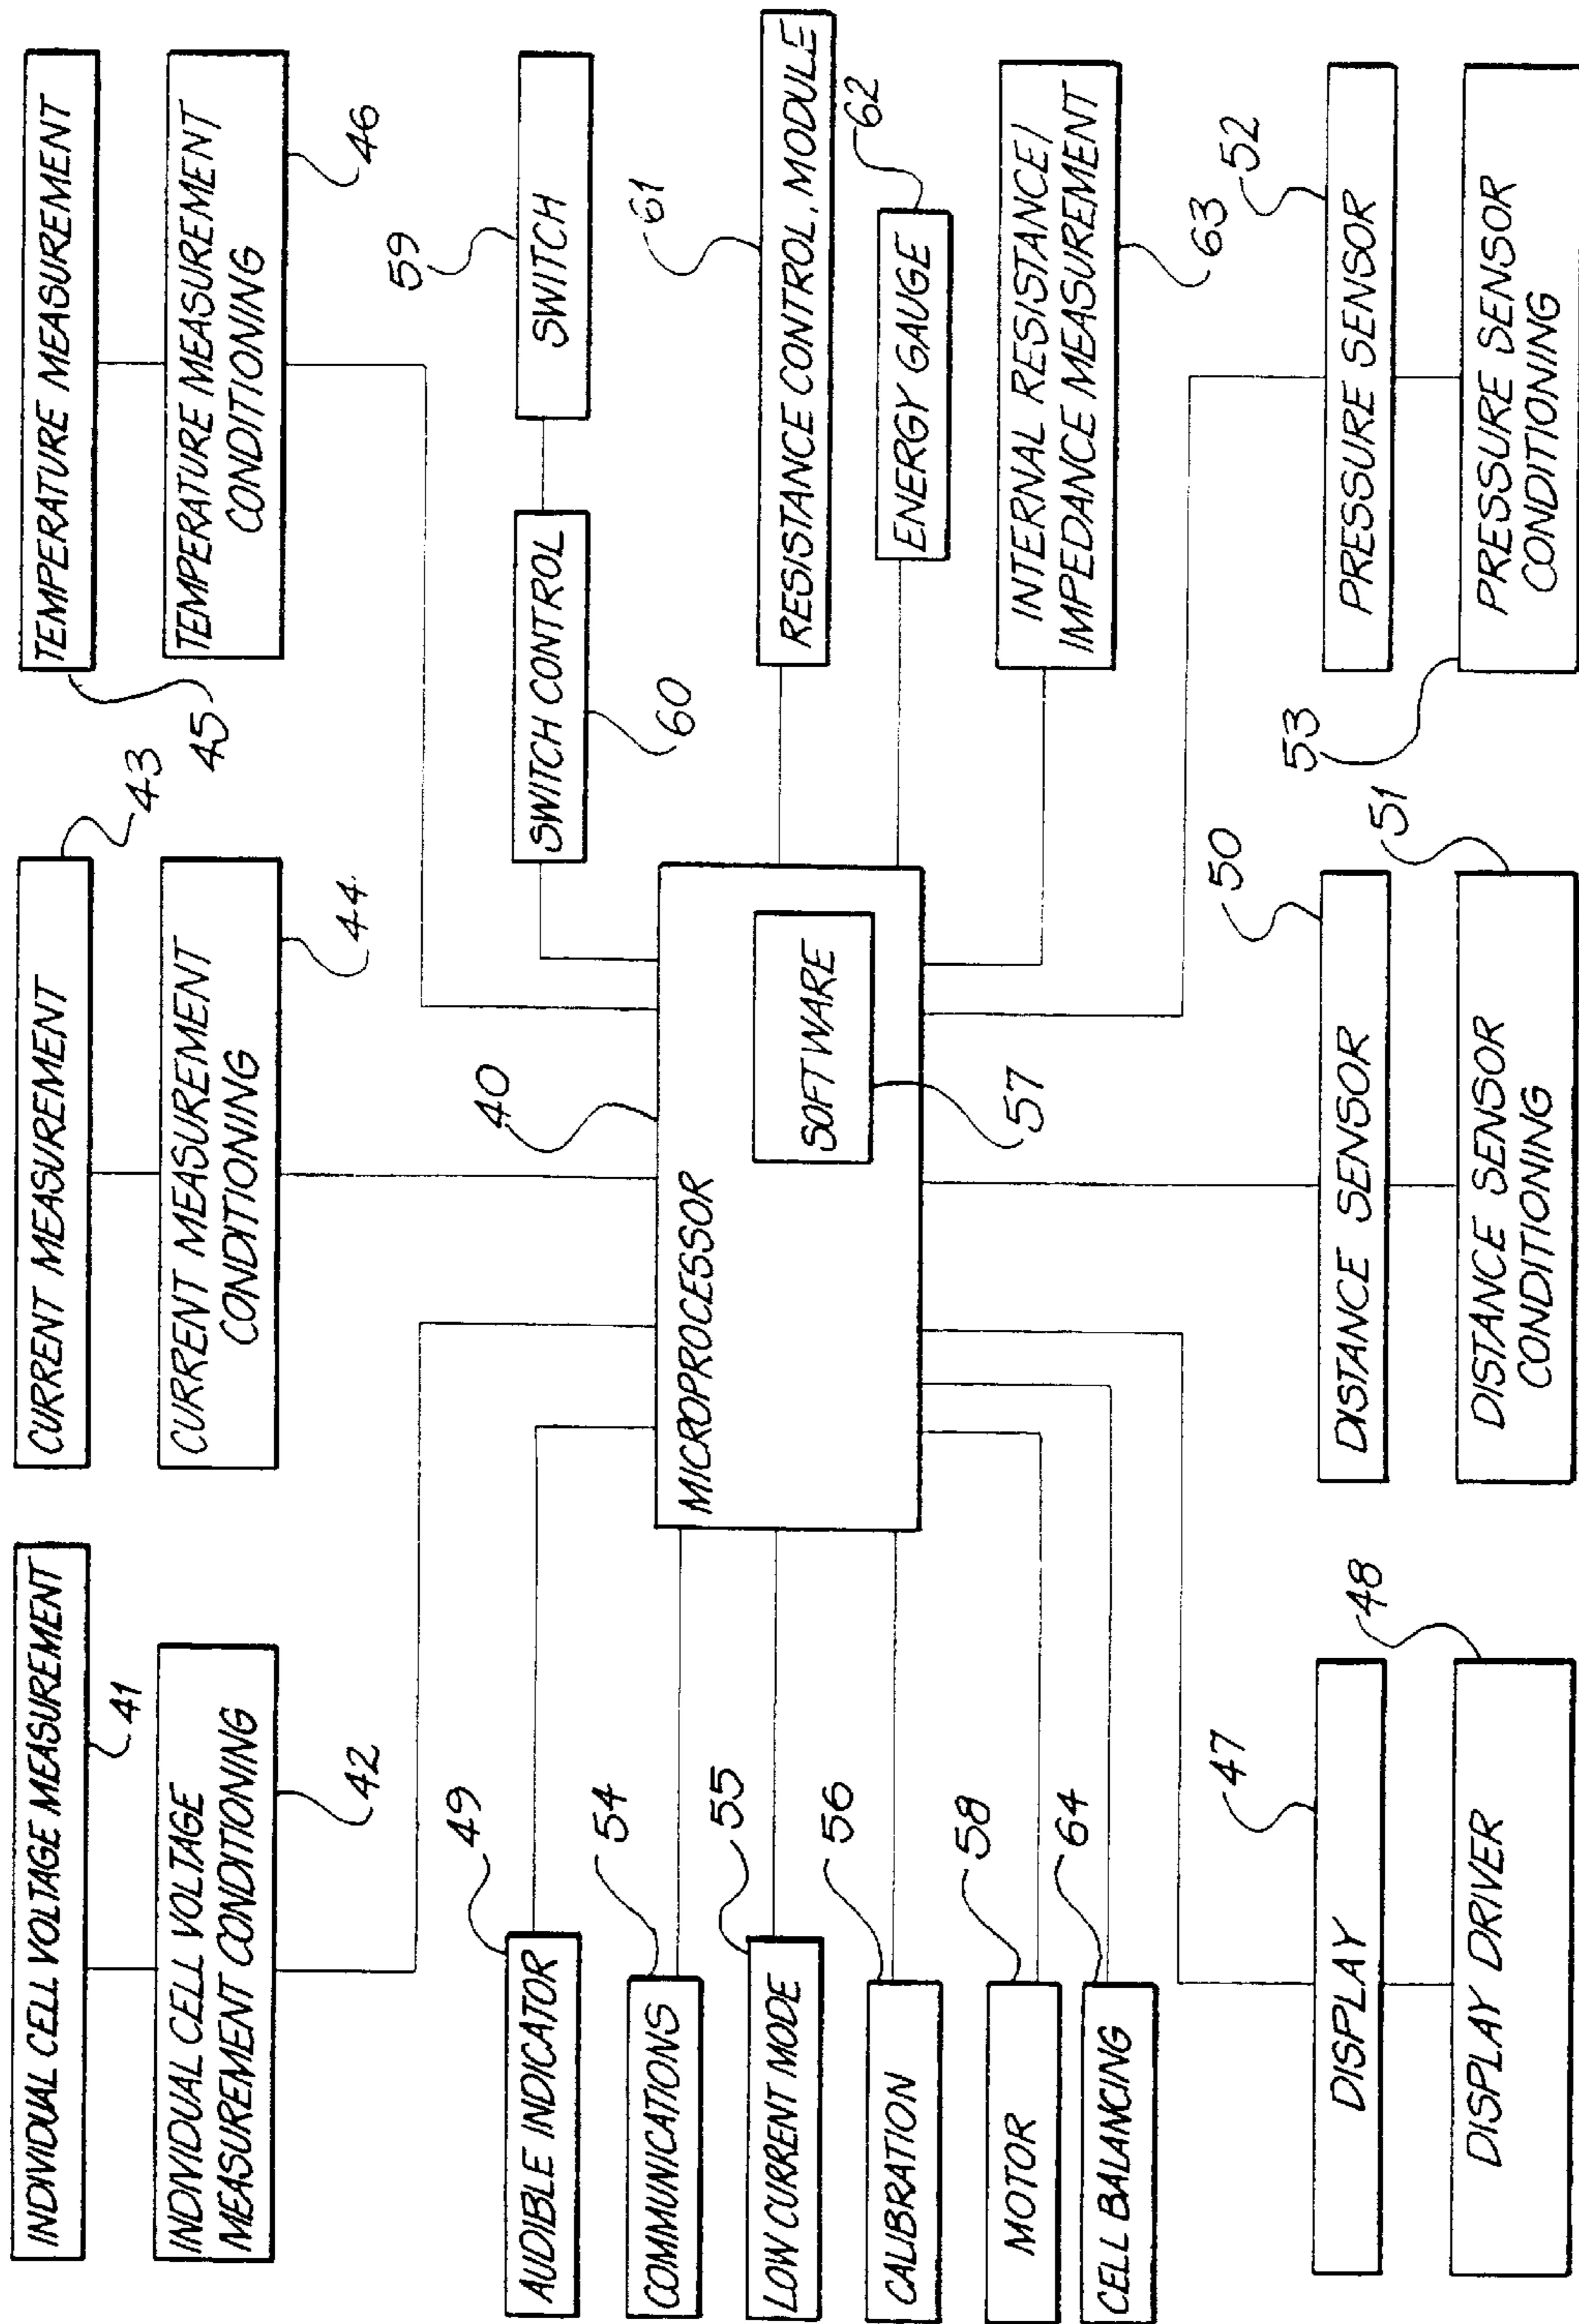 INDIVIDUAL CELL VOLTAGE MEASUREMENT
41
INDIVIDUAL CELL VOLTAGE
MEASUREMENT CONDITIONING
42
CURRENT MEASUREMENT
43
CURRENT MEASUREMENT
CONDITIONING
44
TEMPERATURE MEASUREMENT
45
TEMPERATURE MEASUREMENT
CONDITIONING
46
AUDIBLE INDICATOR
49
COMMUNICATIONS
54
LOW CURRENT MODE
55
CALIBRATION
56
MOTOR
58
CELL BALANCING
64
MICROPROCESSOR
40
SOFTWARE
57
SWITCH CONTROL
60
SWITCH
59
RESISTANCE CONTROL. MODULE
61
ENERGY GAUGE
62
INTERNAL RESISTANCE/
IMPEDANCE MEASUREMENT
63
DISPLAY
47
DISPLAY DRIVER
48
DISTANCE SENSOR
50
DISTANCE SENSOR
CONDITIONING
51
PRESSURE SENSOR
52
PRESSURE SENSOR
CONDITIONING
53